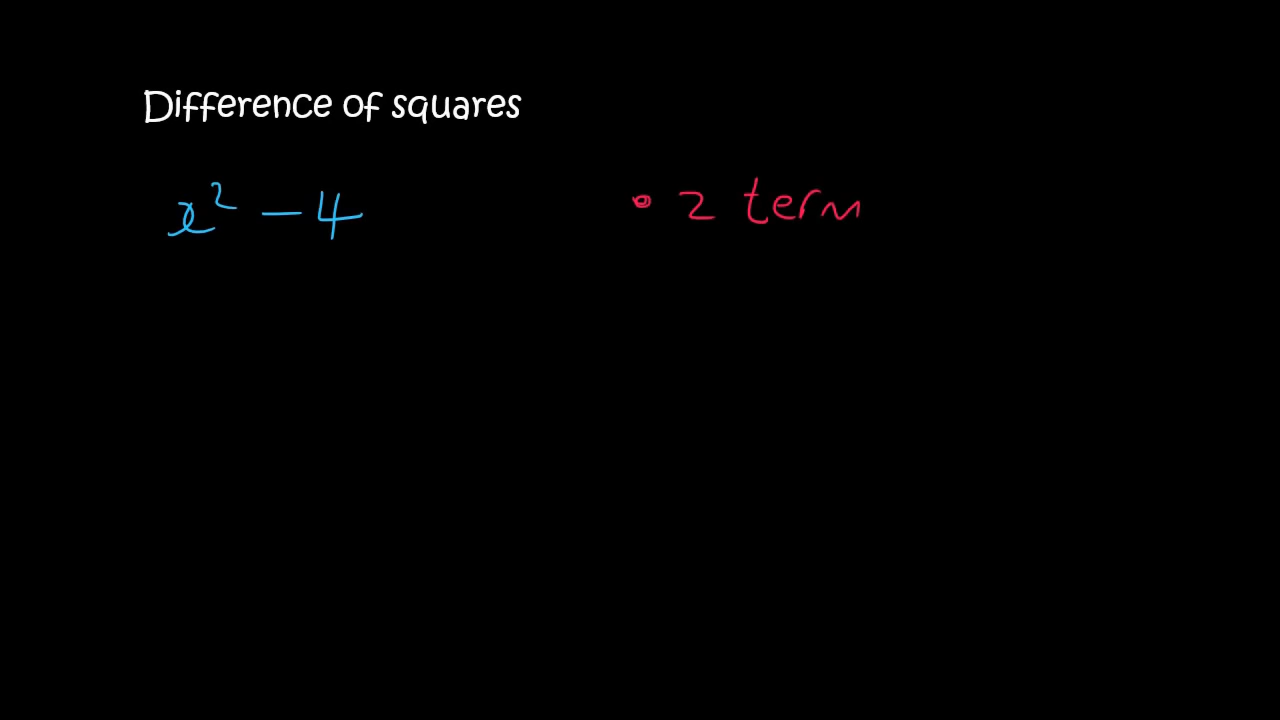 Difference of squares
x² – 4
• 2 term